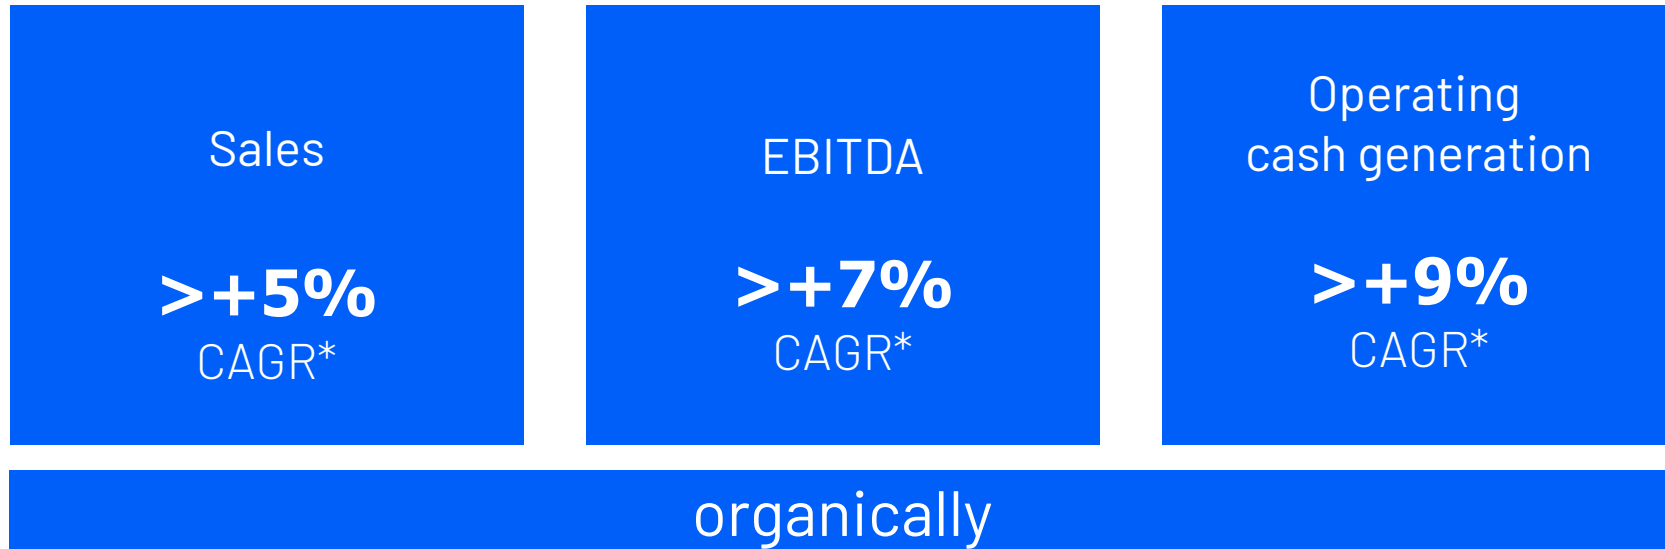 Sales
>+5%
CAGR*
EBITDA
>+7%
CAGR*
Operating
cash generation
>+9%
CAGR*
organically